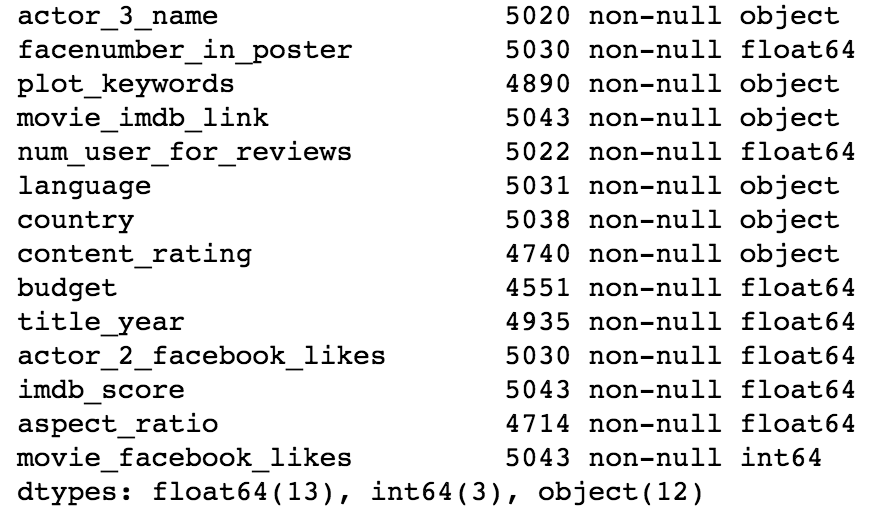 actor_3_name 5020 non-null object
facenumber_in_poster 5030 non-null float64
plot_keywords 4890 non-null object
movie_imdb_link 5043 non-null object
num_user_for_reviews 5022 non-null float64
language 5031 non-null object
country 5038 non-null object
content_rating 4740 non-null object
budget 4551 non-null float64
title_year 4935 non-null float64
actor_2_facebook_likes 5030 non-null float64
imdb_score 5043 non-null float64
aspect_ratio 4714 non-null float64
movie_facebook_likes 5043 non-null int64
dtypes: float64(13), int64(3), object(12)